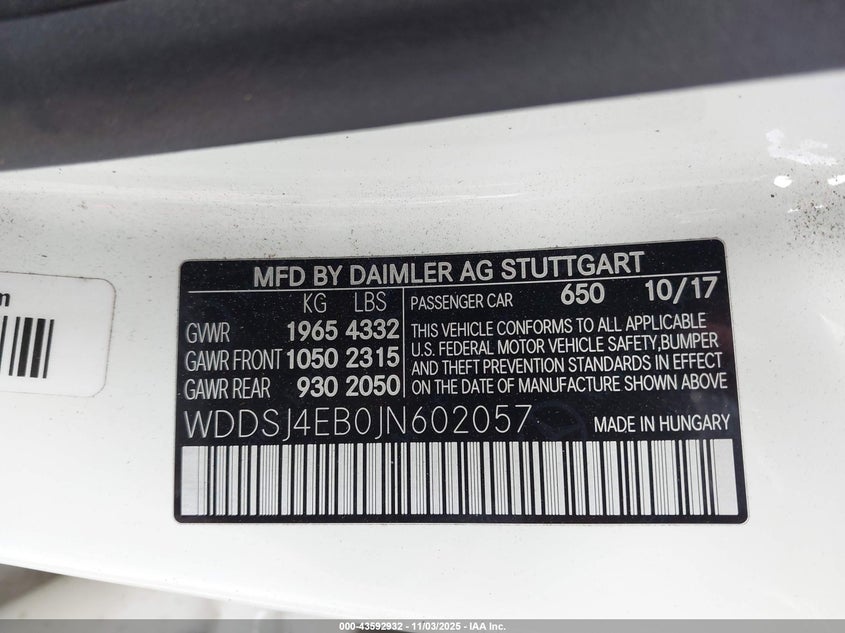 MFD BY DAIMLER AG STUTTGART
KG LBS
GVWR 1965 4332
GAWR FRONT 1050 2315
GAWR REAR 930 2050
PASSENGER CAR 650 10/17
THIS VEHICLE CONFORMS TO ALL APPLICABLE
U.S. FEDERAL MOTOR VEHICLE SAFETY,BUMPER
AND THEFT PREVENTION STANDARDS IN EFFECT
ON THE DATE OF MANUFACTURE SHOWN ABOVE
WDDSJ4EB0JN602057 MADE IN HUNGARY
000-43592932 - 11/03/2025 - IAA Inc.